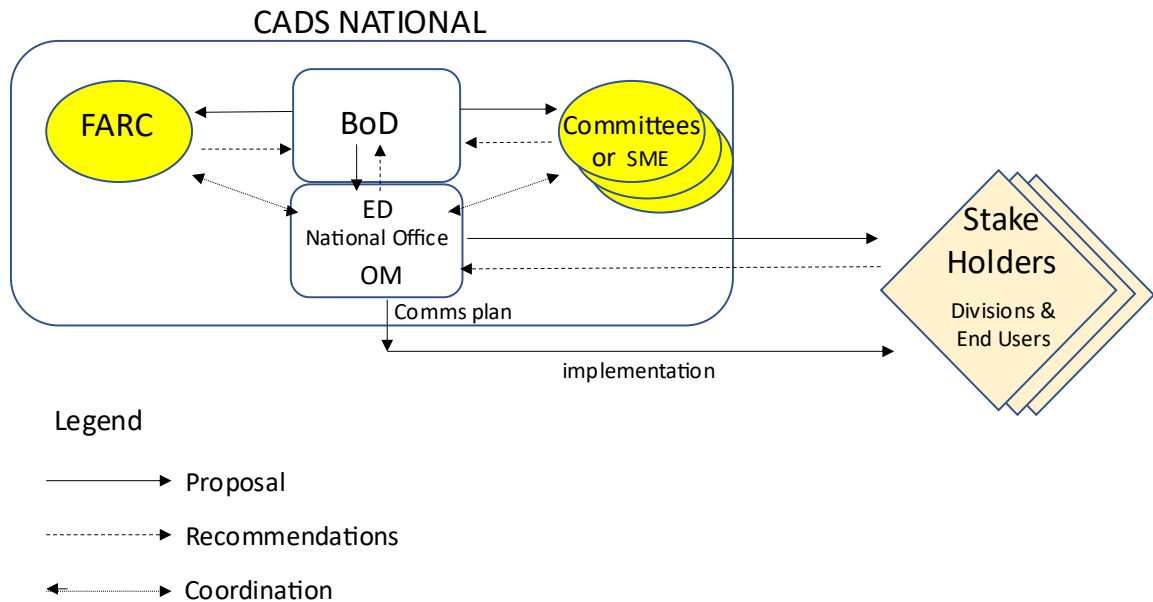 CADS NATIONAL
FARC
BoD
Committees
or SME
ED
National Office
OM
Comms plan
implementation
Stake
Holders
Divisions &
End Users
Legend
Proposal
Recommendations
Coordination